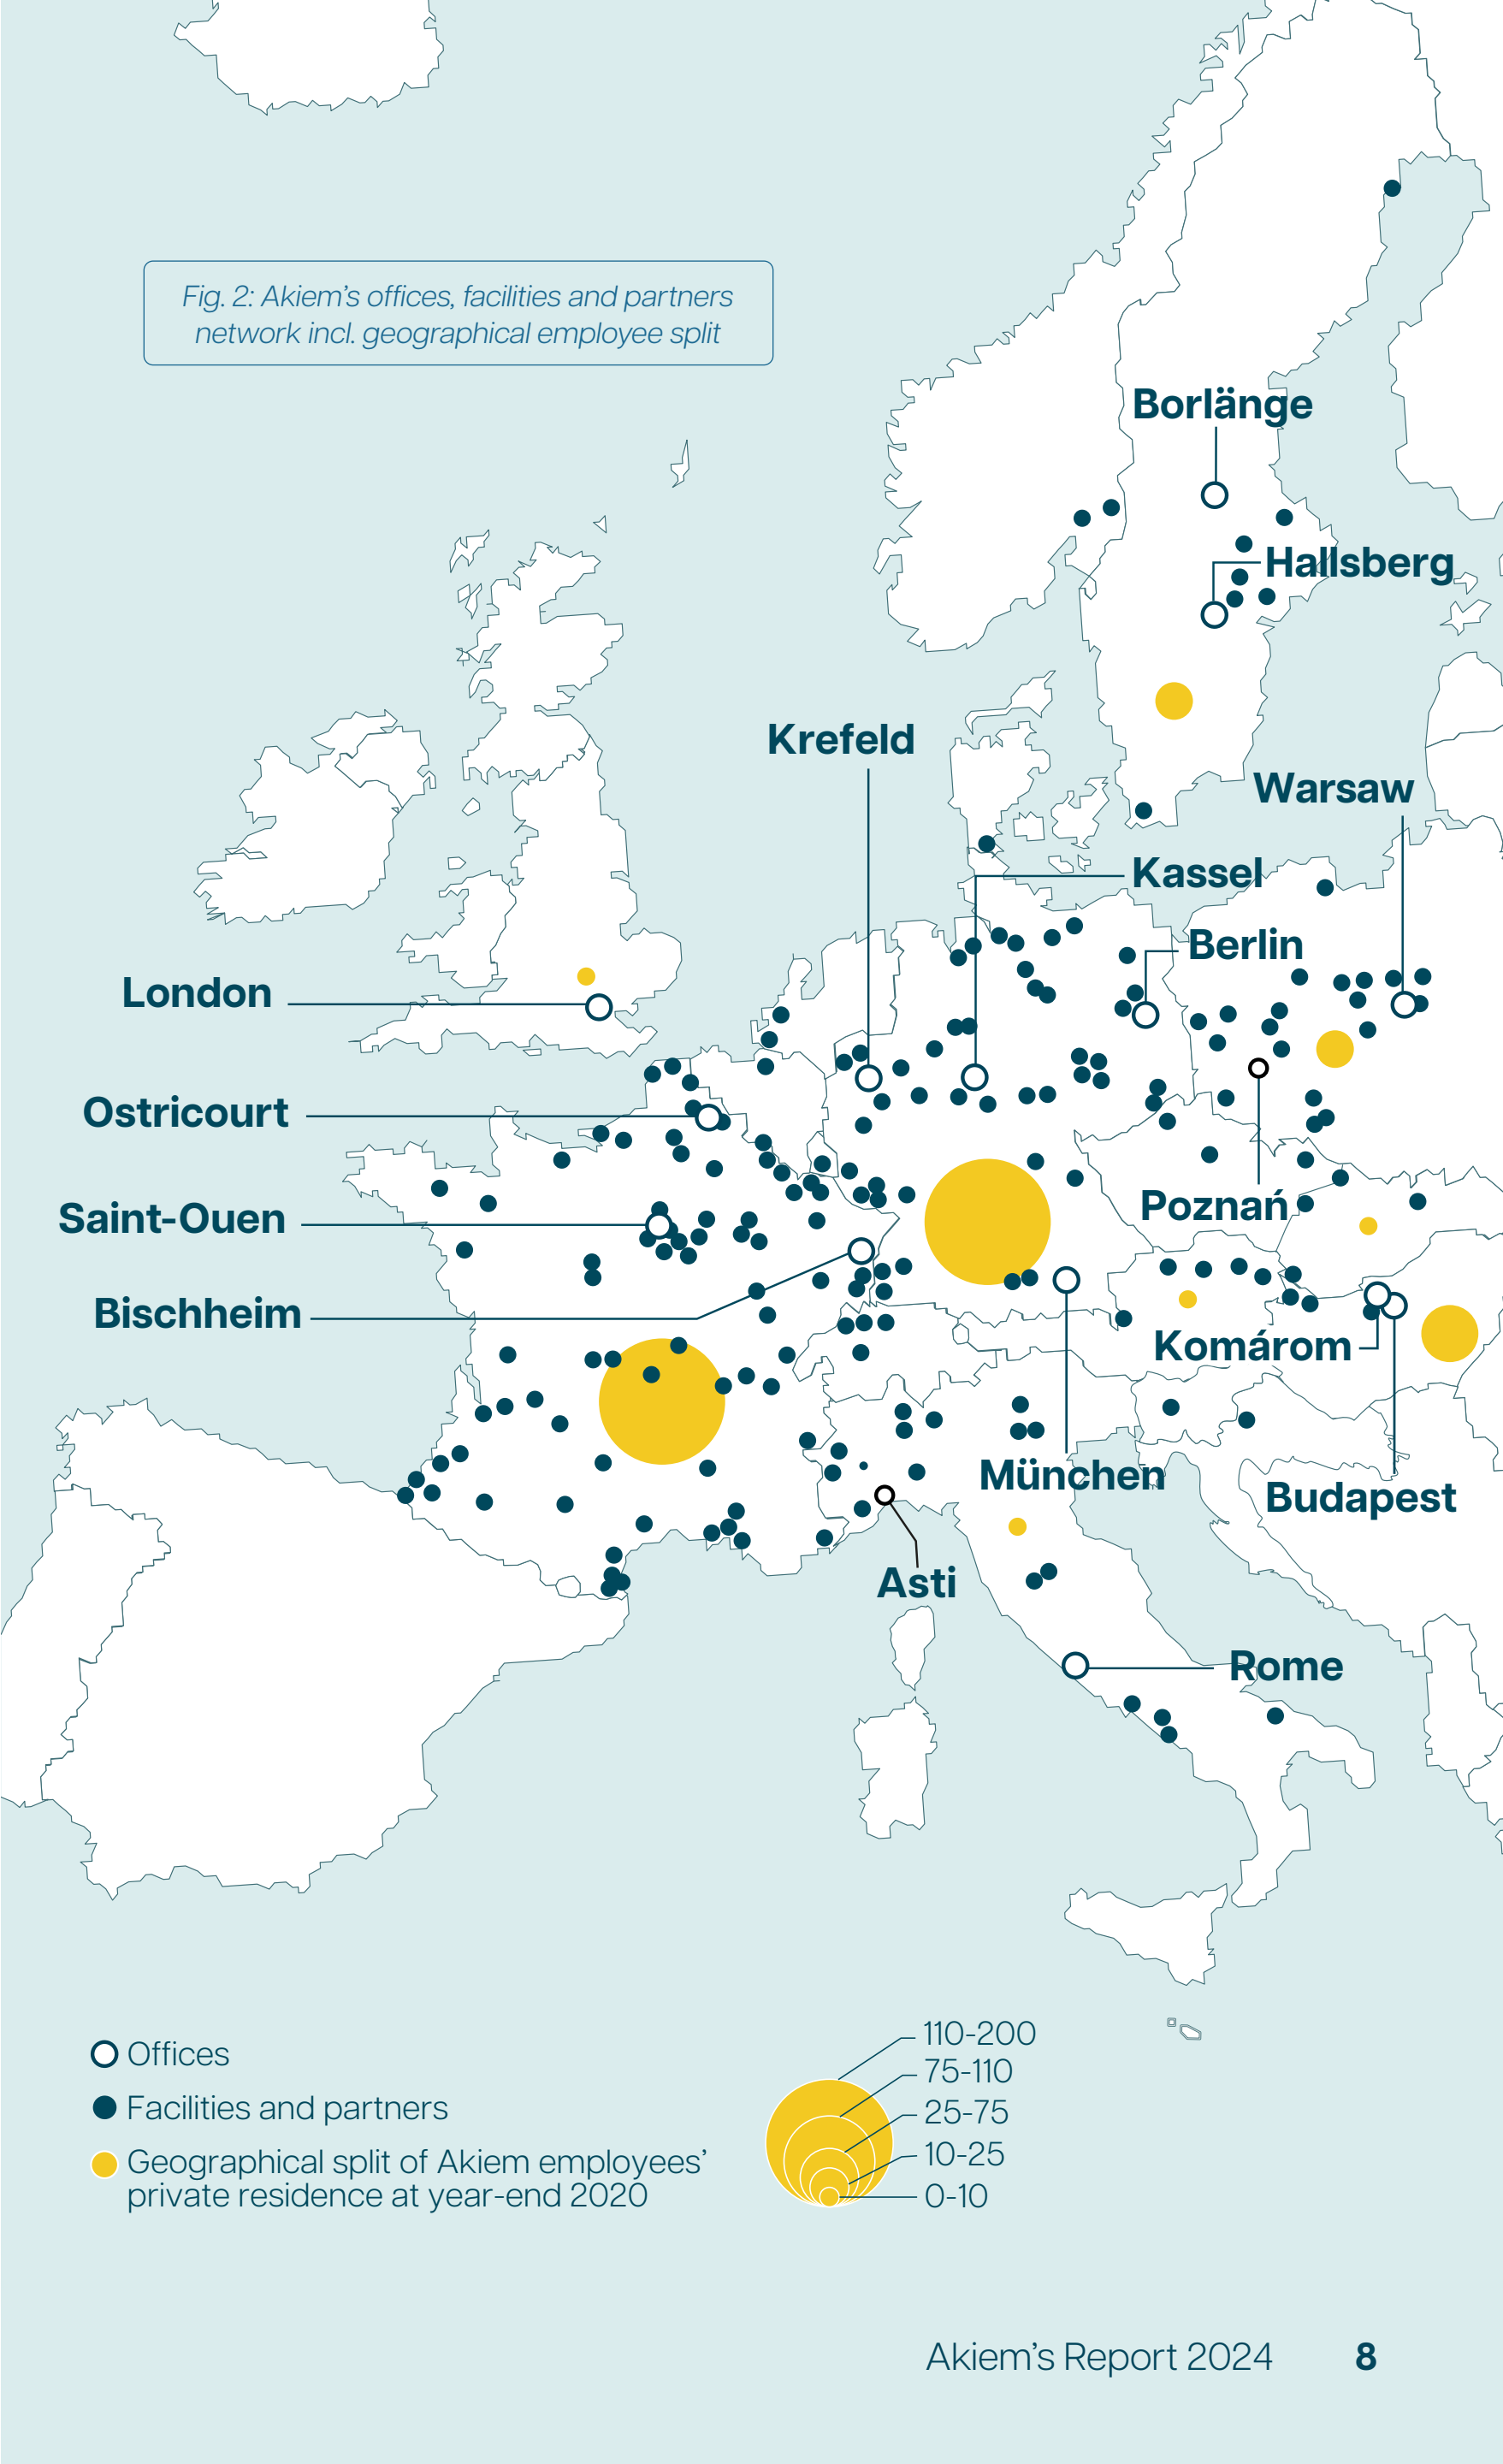 Fig. 2: Akiem's offices, facilities and partners
network incl. geographical employee split
Borlänge
Hallsberg
Krefeld
Warsaw
Kassel
Berlin
London
Ostricourt
Poznań
Saint-Ouen
Bischheim
Komárom
München
Budapest
Asti
Rome
Offices
Facilities and partners
Geographical split of Akiem employees'
private residence at year-end 2020
110-200
75-110
25-75
10-25
0-10
Akiem's Report 2024 8